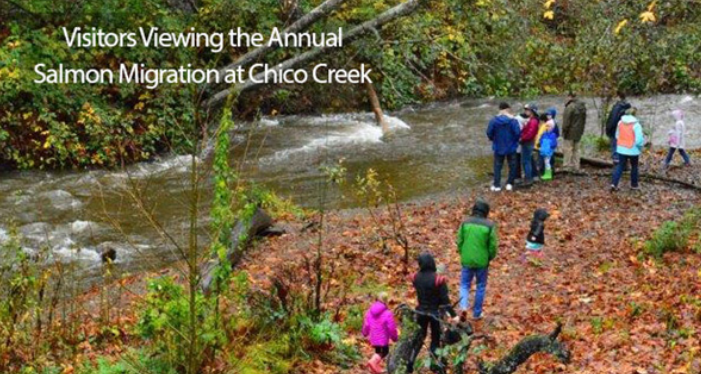 Visitors Viewing the Annual
Salmon Migration at Chico Creek